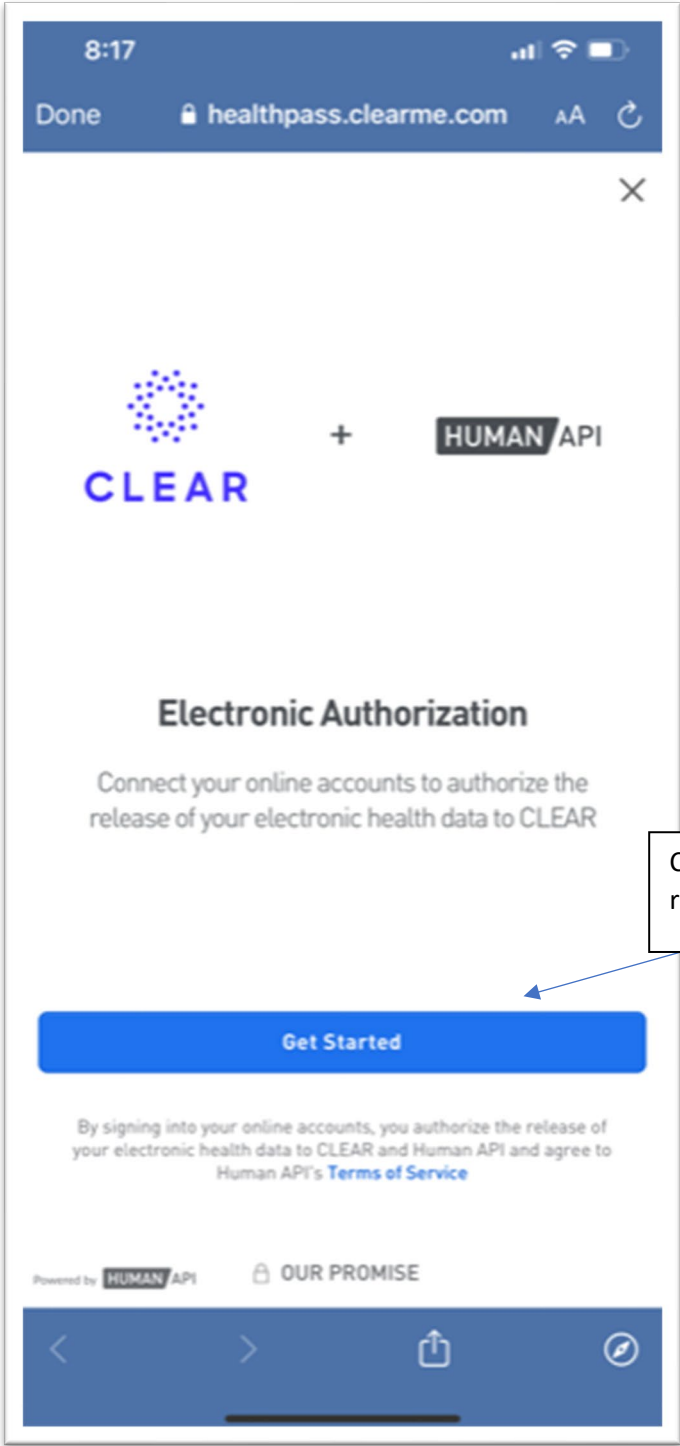 8:17
Done healthpass.clearme.com AA
CLEAR
+
HUMAN API
Electronic Authorization
Connect your online accounts to authorize the
release of your electronic health data to CLEAR
Get Started
By signing into your online accounts, you authorize the release of
your electronic health data to CLEAR and Human API and agree to
Human API's Terms of Service
Powered by HUMAN API OUR PROMISE